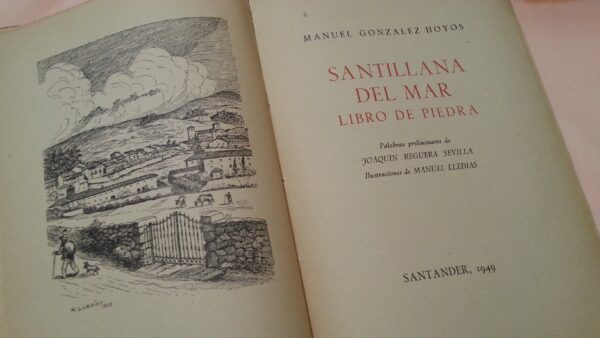 MANUEL GONZALEZ HOYOS
SANTILLANA
DEL MAR
LIBRO DE PIEDRA
Palabras preliminares de
JOAQUIN REGUERA SEVILLA
Ilustraciones de MANUEL LLEDIAS
SANTANDER, 1949
M. LLEDIAS